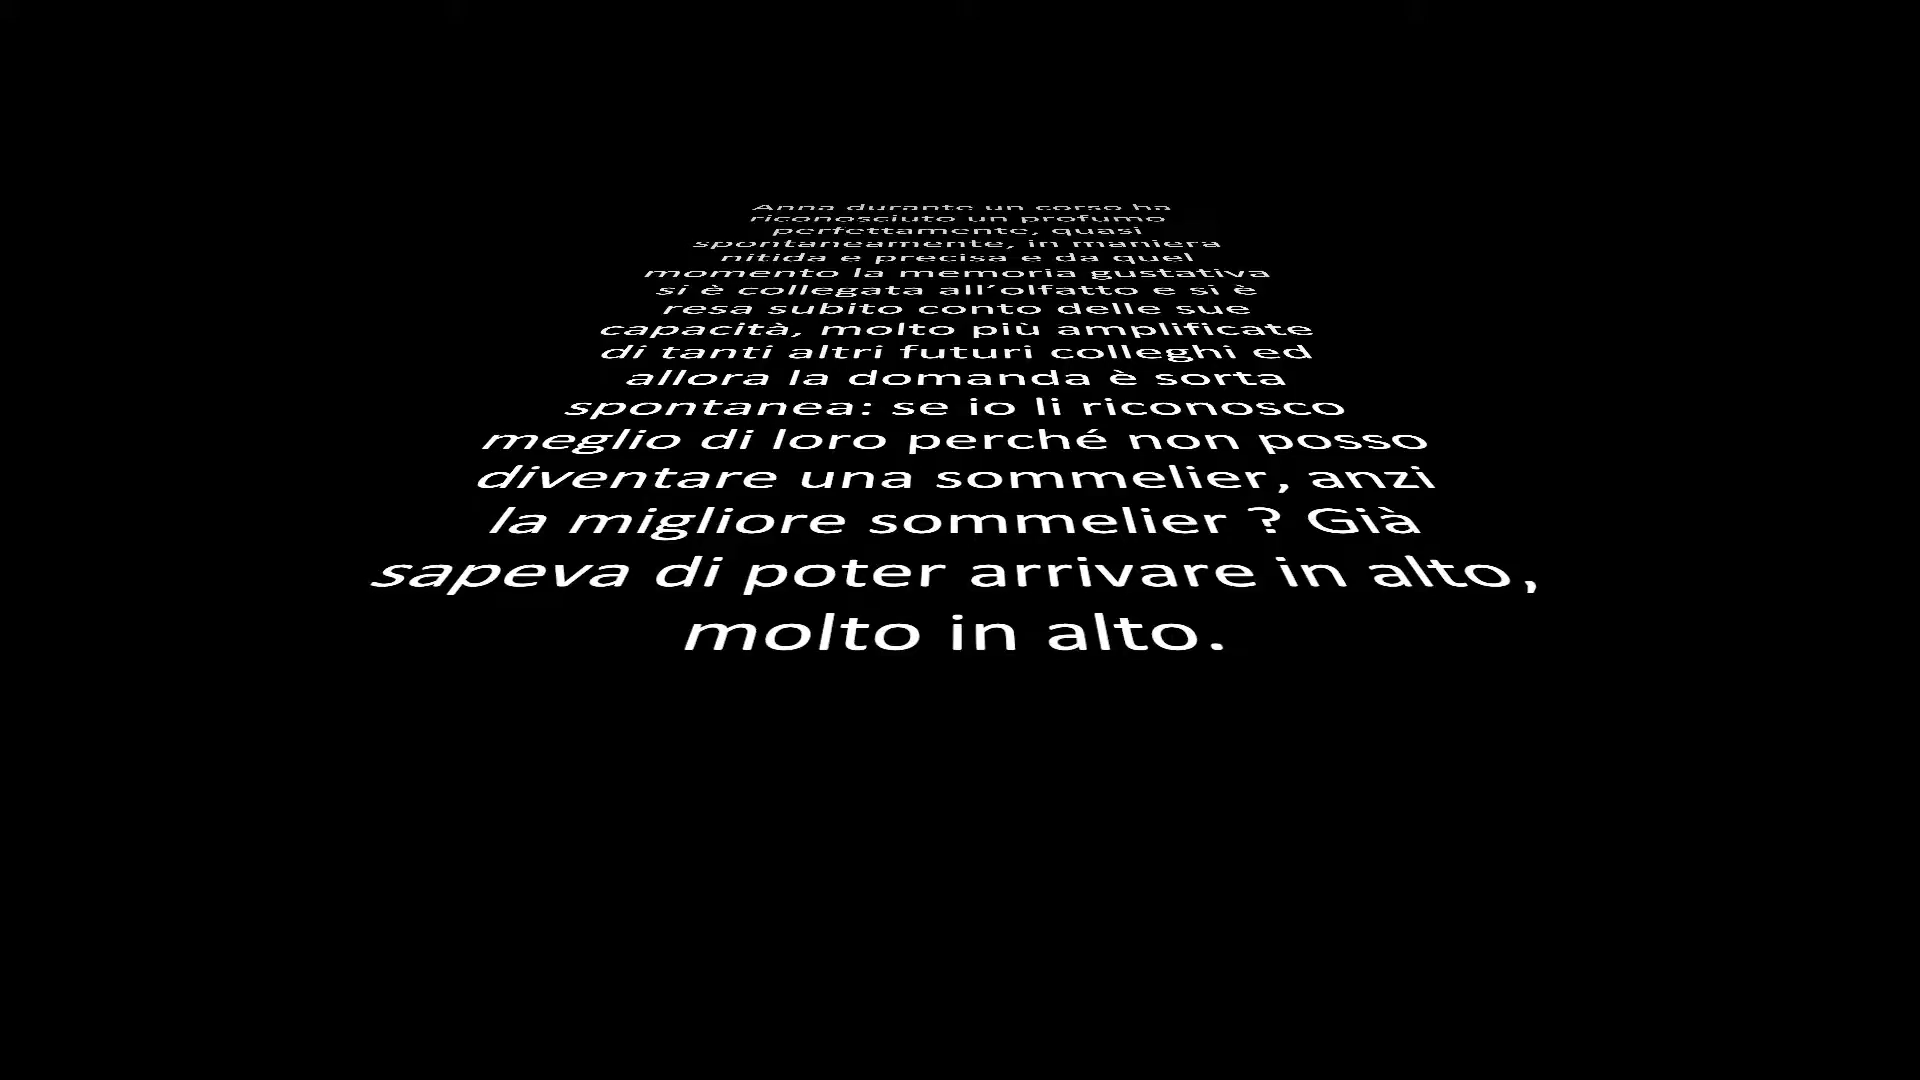 Anna durante un corso ha
riconosciuto un profumo
perfettamente, quasi
spontaneamente, in maniera
nitida e precisa e da quel
momento la memoria gustativa
si è collegata all’olfatto e si è
resa subito conto delle sue
capacità, molto più amplificate
di tanti altri futuri colleghi ed
allora la domanda è sorta
spontanea: se io li riconosco
meglio di loro perché non posso
diventare una sommelier, anzi
la migliore sommelier ? Già
sapeva di poter arrivare in alto,
molto in alto.